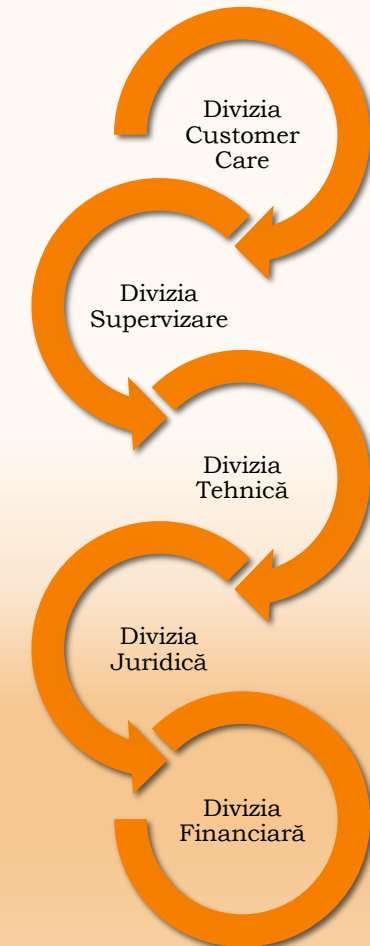 Divizia
Customer
Care
Divizia
Supervizare
Divizia
Tehnică
Divizia
Juridică
Divizia
Financiară